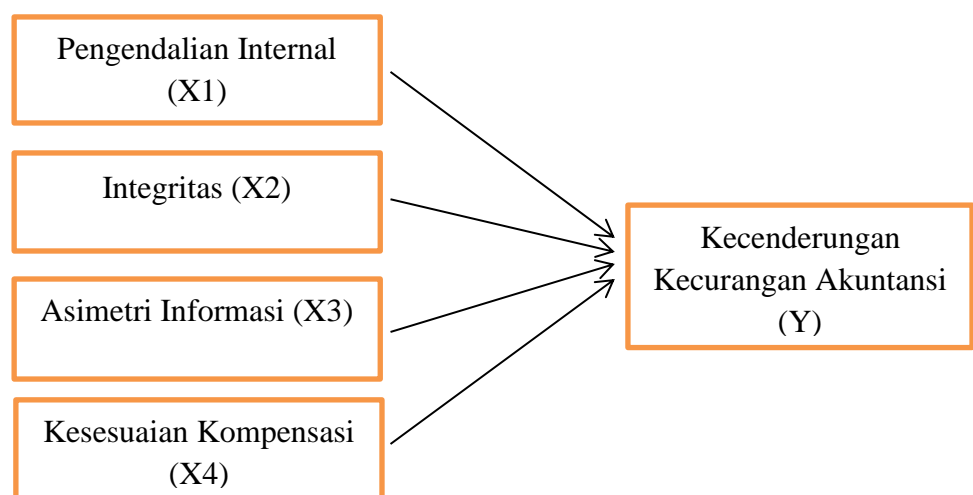 Pengendalian Internal
(X1)
Integritas (X2)
Asimetri Informasi (X3)
Kesesuaian Kompensasi
(X4)
Kecenderungan
Kecurangan Akuntansi
(Y)